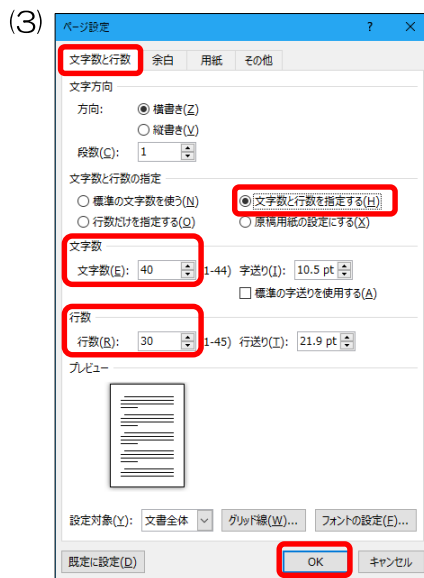 (3)
ページ設定 ? ×
文字数と行数 余白 用紙 その他
文字方向
方向: 横書き(Z)
縦書き(V)
段数(C): 1
文字数と行数の指定
標準の文字数を使う(N) 文字数と行数を指定する(H)
行数だけを指定する(O) 原稿用紙の設定にする(X)
文字数
文字数(E): 40 1-44) 字送り(I): 10.5 pt
標準の字送りを使用する(A)
行数
行数(R): 30 1-45) 行送り(T): 21.9 pt
プレビュー
設定対象(Y): 文書全体 グリッド線(W)... フォントの設定(F)...
既定に設定(D) OK キャンセル